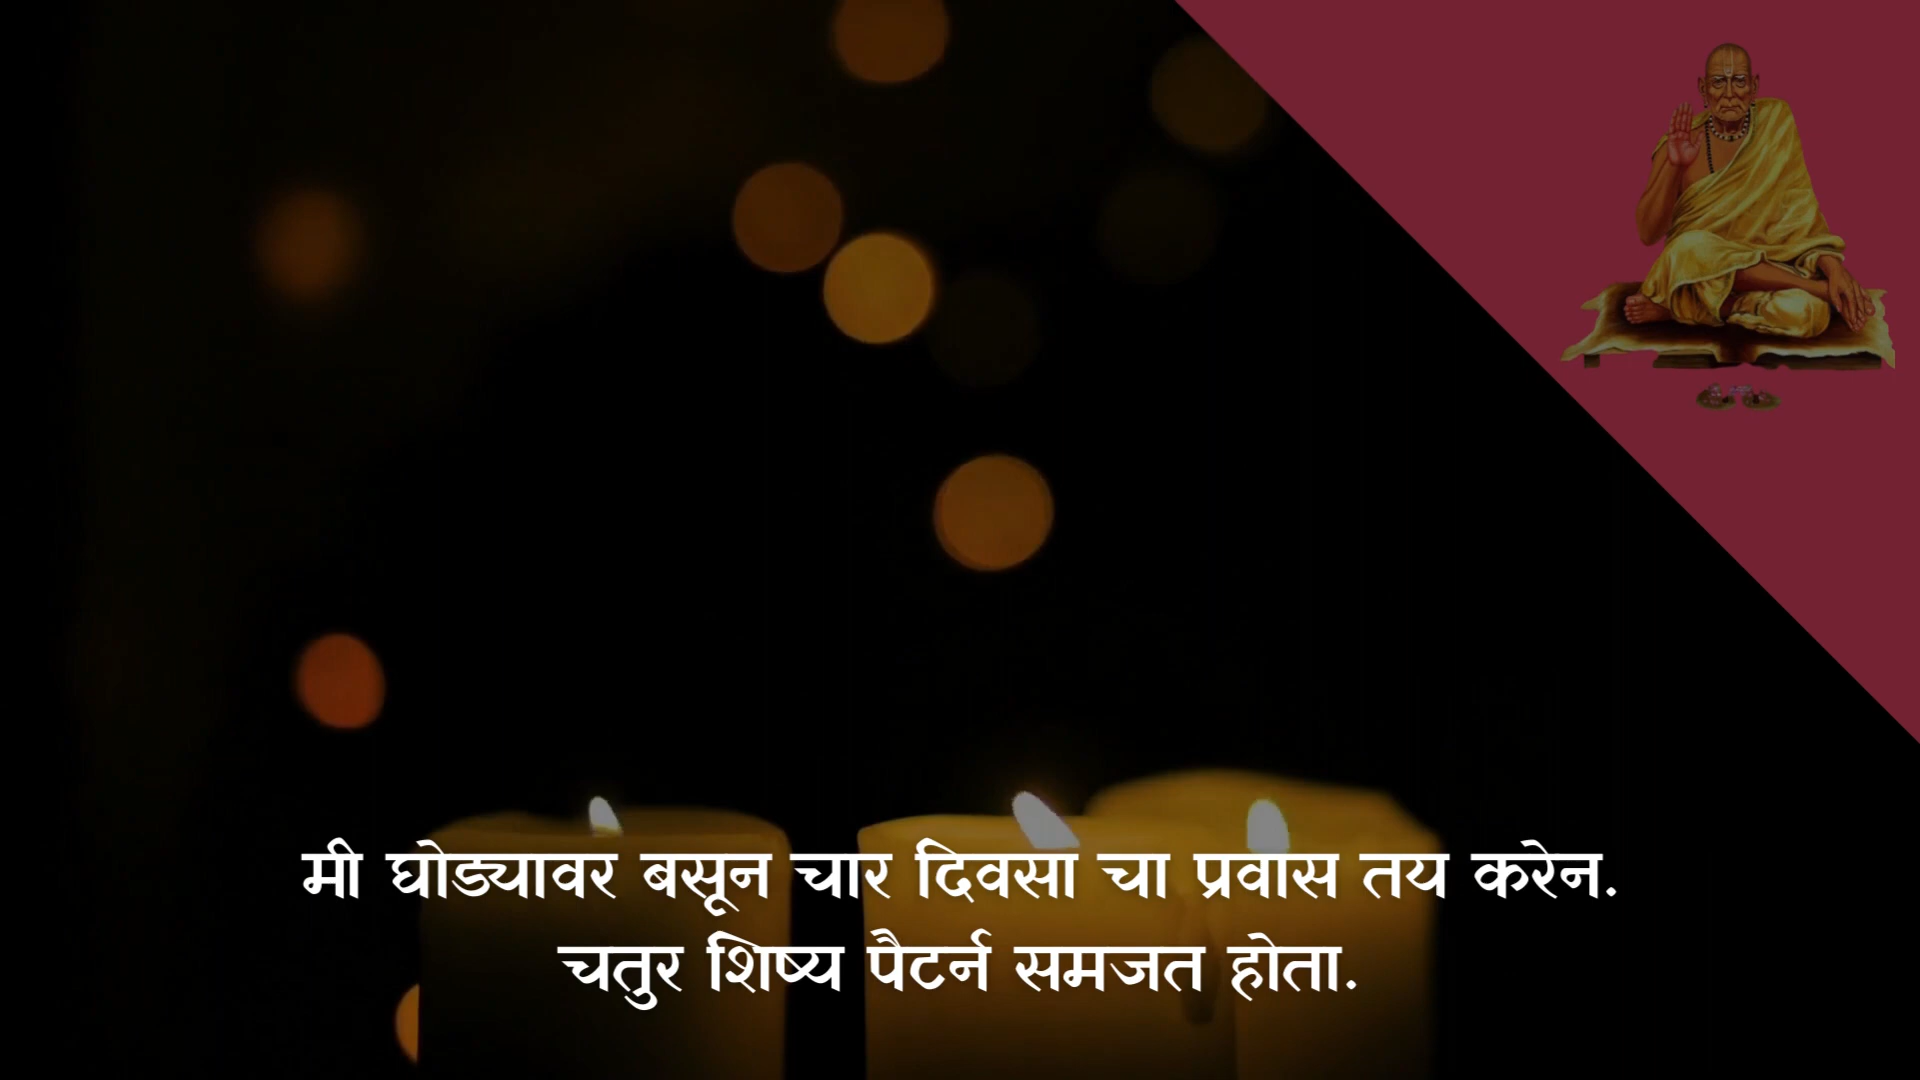 मी घोड्यावर बसून चार दिवसा चा प्रवास तय करेन.
चतुर शिष्य पैटर्न समजत होता.